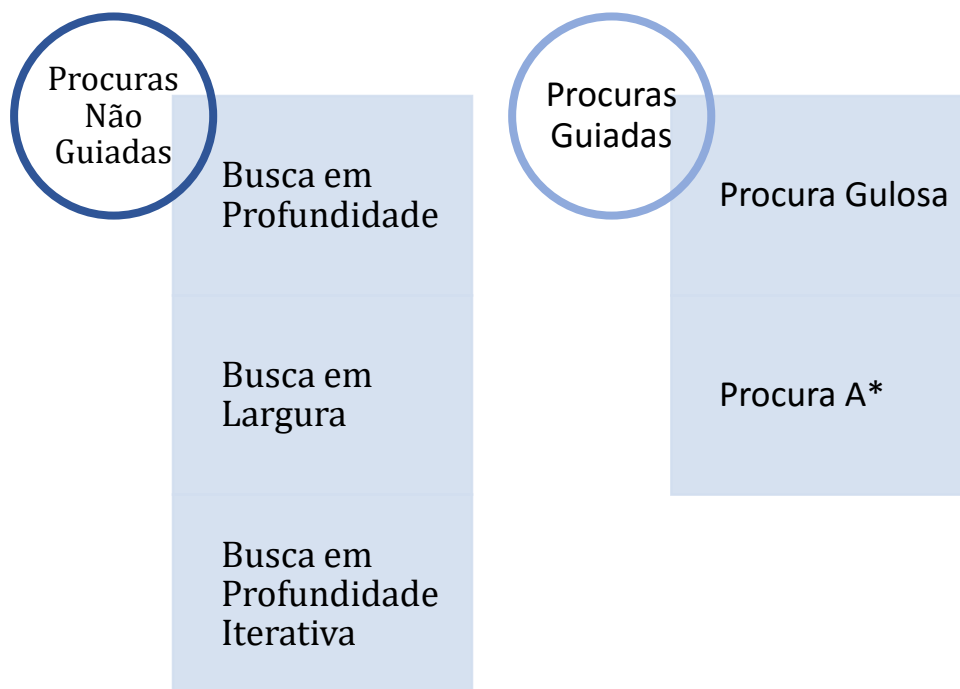 Procuras
Não
Guiadas
Busca em
Profundidade
Busca em
Largura
Busca em
Profundidade
Iterativa
Procuras
Guiadas
Procura Gulosa
Procura A*